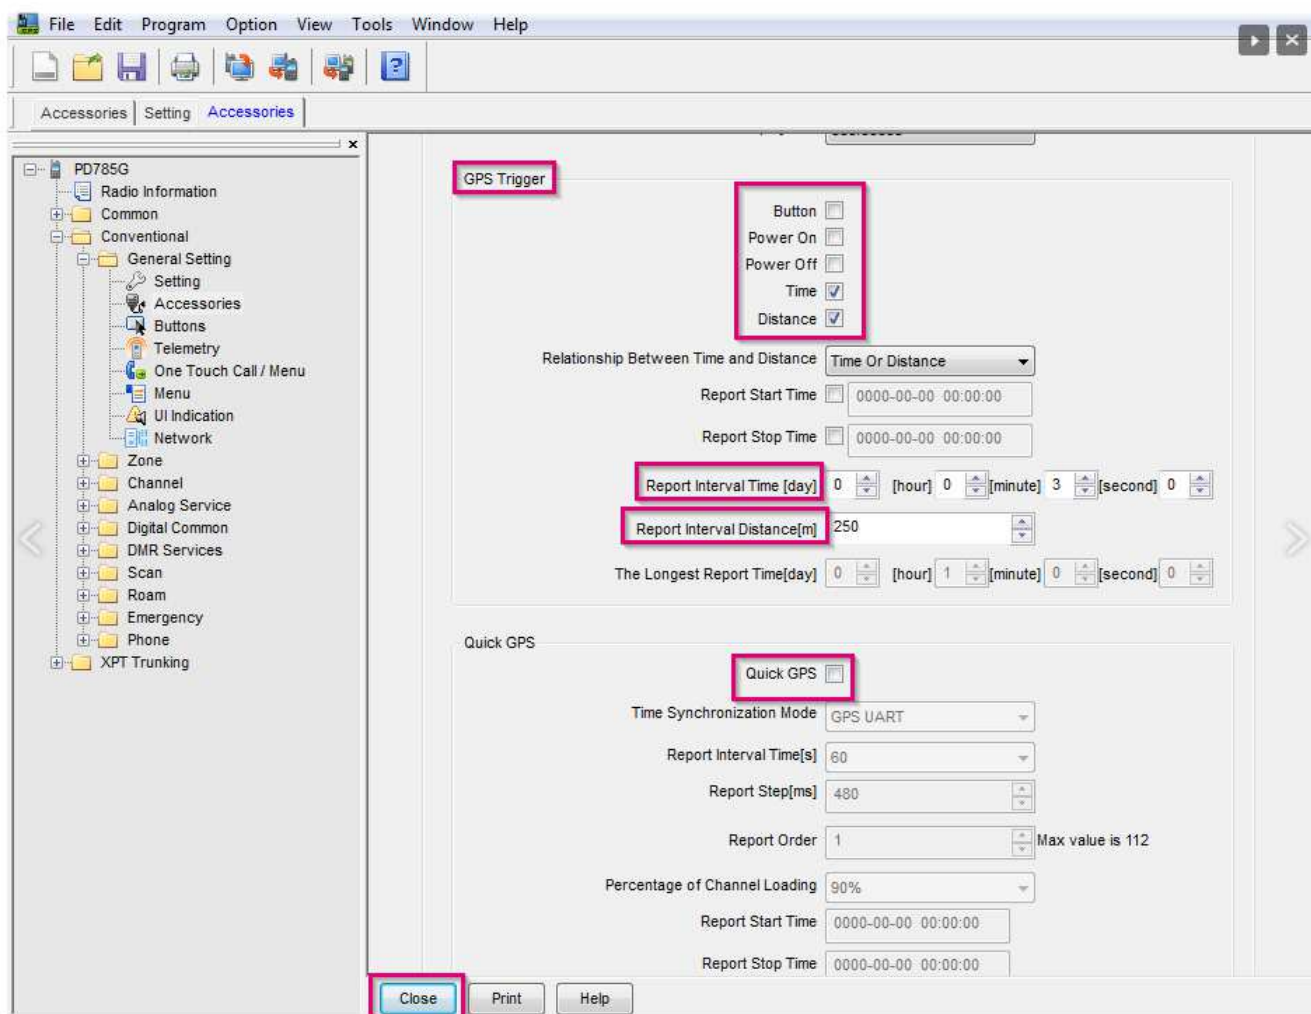 File Edit Program Option View Tools Window Help
Accessories Setting Accessories
PD785G
Radio Information
Common
Conventional
General Setting
Setting
Accessories
Buttons
Telemetry
One Touch Call / Menu
Menu
UI Indication
Network
Zone
Channel
Analog Service
Digital Common
DMR Services
Scan
Roam
Emergency
Phone
XPT Trunking
GPS Trigger
Button
Power On
Power Off
Time
Distance
Relationship Between Time and Distance Time Or Distance
Report Start Time 0000-00-00 00:00:00
Report Stop Time 0000-00-00 00:00:00
Report Interval Time [day] 0 [hour] 0 [minute] 3 [second] 0
Report Interval Distance[m] 250
The Longest Report Time[day] 0 [hour] 1 [minute] 0 [second] 0
Quick GPS
Quick GPS
Time Synchronization Mode GPS UART
Report Interval Time[s] 60
Report Step[ms] 480
Report Order 1 Max value is 112
Percentage of Channel Loading 90%
Report Start Time 0000-00-00 00:00:00
Report Stop Time 0000-00-00 00:00:00
Close Print Help